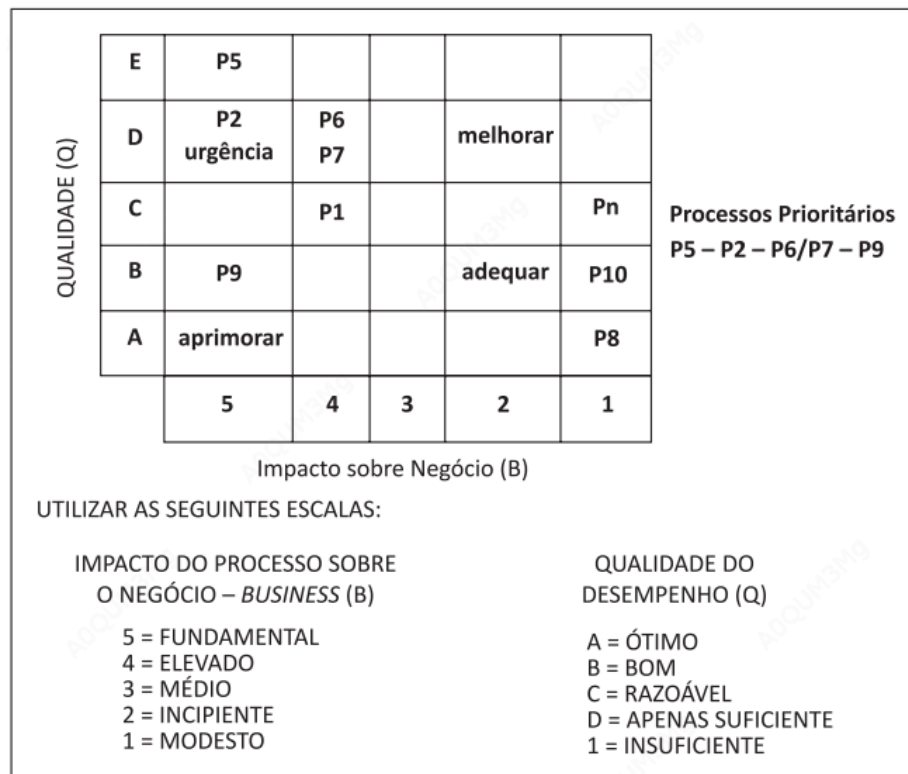 E P5
D P2 P6 melhorar
urgência P7
C P1 Pn
B P9 adequar P10
A aprimorar P8
5 4 3 2 1
QUALIDADE (Q)
Impacto sobre Negócio (B)
Processos Prioritários
P5 – P2 – P6/P7 – P9
UTILIZAR AS SEGUINTES ESCALAS:
IMPACTO DO PROCESSO SOBRE
O NEGÓCIO – BUSINESS (B)
5 = FUNDAMENTAL
4 = ELEVADO
3 = MÉDIO
2 = INCIPIENTE
1 = MODESTO
QUALIDADE DO
DESEMPENHO (Q)
A = ÓTIMO
B = BOM
C = RAZOÁVEL
D = APENAS SUFICIENTE
1 = INSUFICIENTE
A0QUM3Mg